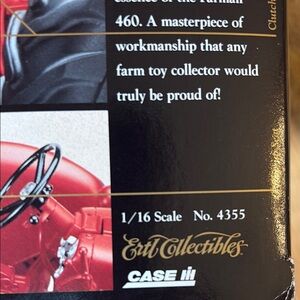 essence of the Farmall
460. A masterpiece of
workmanship that any
farm toy collector would
truly be proud of!
Clutch
1/16 Scale No. 4355
Ertl Collectibles
CASE IH